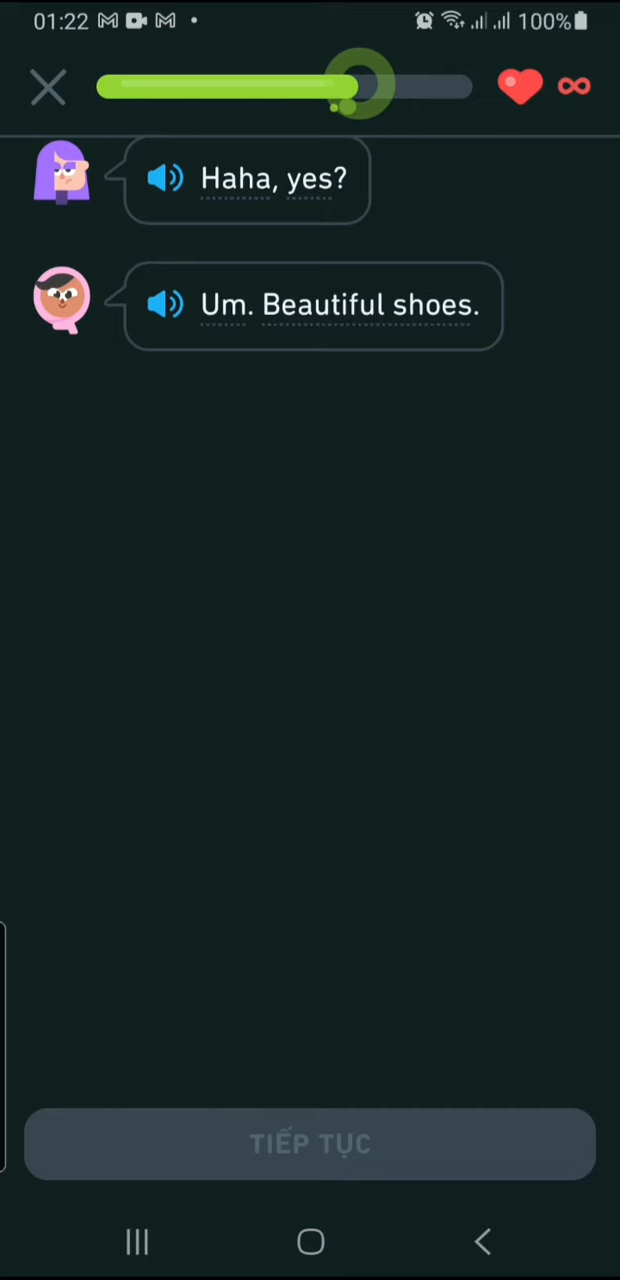 01:22
100%
Haha, yes?
Um. Beautiful shoes.
TIẾP TỤC